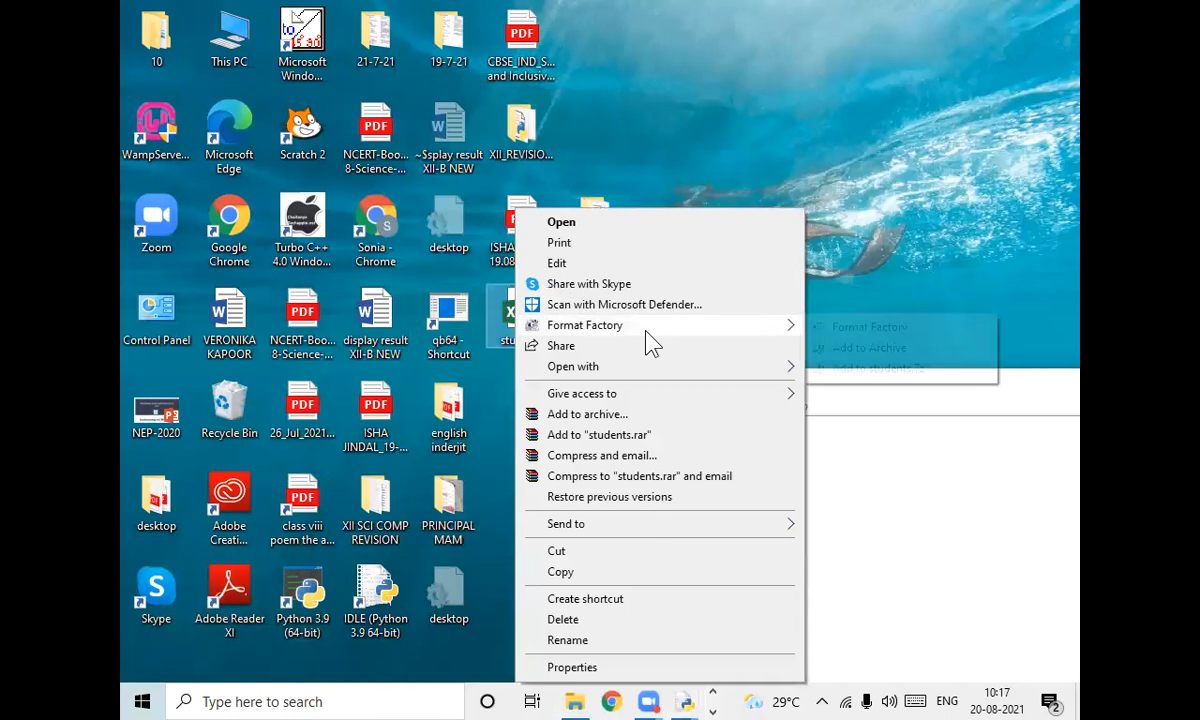 10
This PC
Microsoft
Windo...
21-7-21
19-7-21
CBSE_IND_S...
and Inclusiv...
WampServe...
Microsoft
Edge
Scratch 2
NCERT-Boo...
8-Science-...
~$splay result
XII-B NEW
XII_REVISIO...
Zoom
Google
Chrome
Turbo C++
4.0 Windo...
Sonia -
Chrome
desktop
ISHA
19.08
Control Panel
VERONIKA
KAPOOR
NCERT-Boo...
8-Science-...
display result
XII-B NEW
qb64 -
Shortcut
stu
NEP-2020
Recycle Bin
26_Jul_2021...
ISHA
JINDAL_19-...
english
inderjit
desktop
Adobe
Creati...
class viii
poem the a...
XII SCI COMP
REVISION
PRINCIPAL
MAM
Skype
Adobe Reader
XI
Python 3.9
(64-bit)
IDLE (Python
3.9 64-bit)
desktop
Open
Print
Edit
Share with Skype
Scan with Microsoft Defender...
Format Factory
Share
Open with
Give access to
Add to archive...
Add to "students.rar"
Compress and email...
Compress to "students.rar" and email
Restore previous versions
Send to
Cut
Copy
Create shortcut
Delete
Rename
Properties
Format Factory
Add to Archive
Add to students
Type here to search
29°C
ENG
10:17
20-08-2021
2